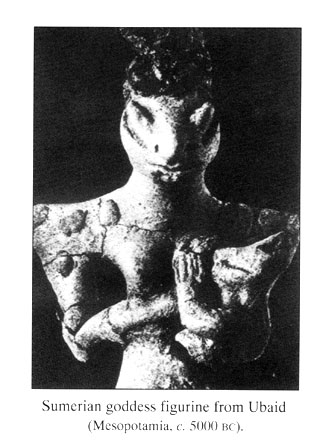 Sumerian goddess figurine from Ubaid
(Mesopotamia, c. 5000 BC).